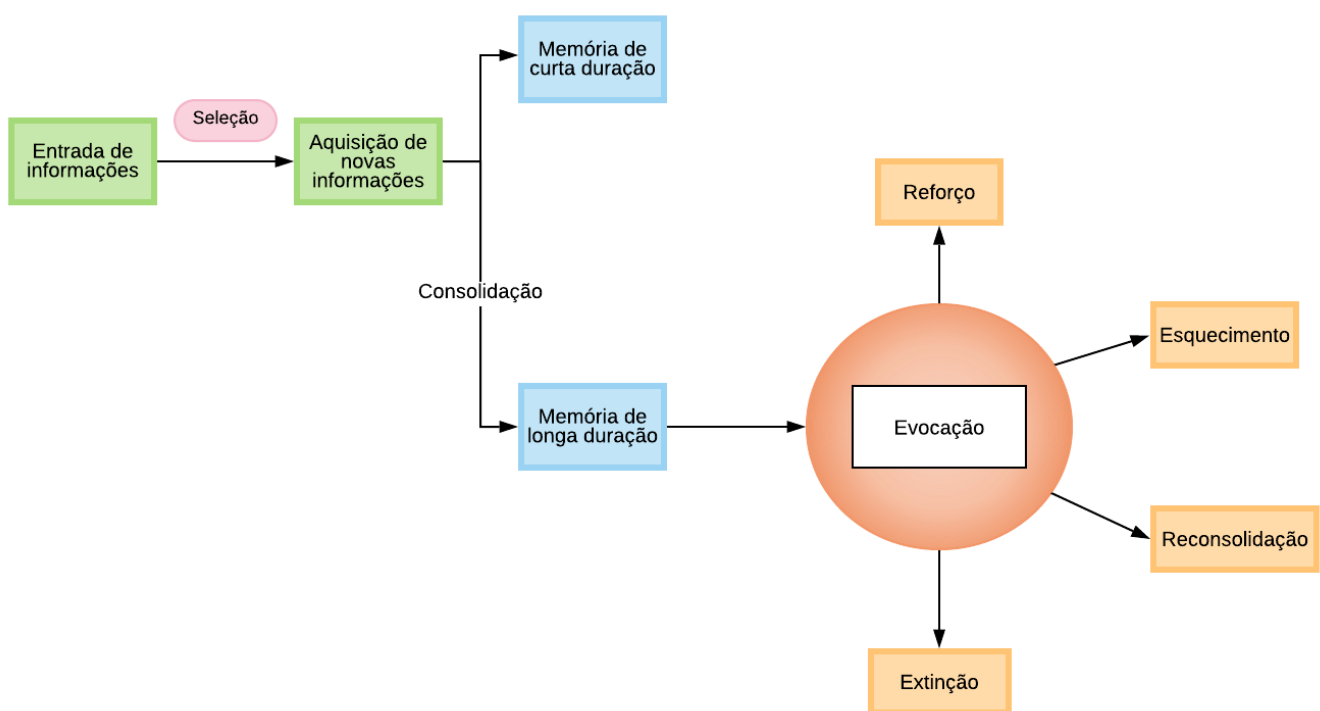 Entrada de
informações
Seleção
Aquisição de
novas
informações
Memória de
curta duração
Consolidação
Memória de
longa duração
Evocação
Reforço
Esquecimento
Reconsolidação
Extinção